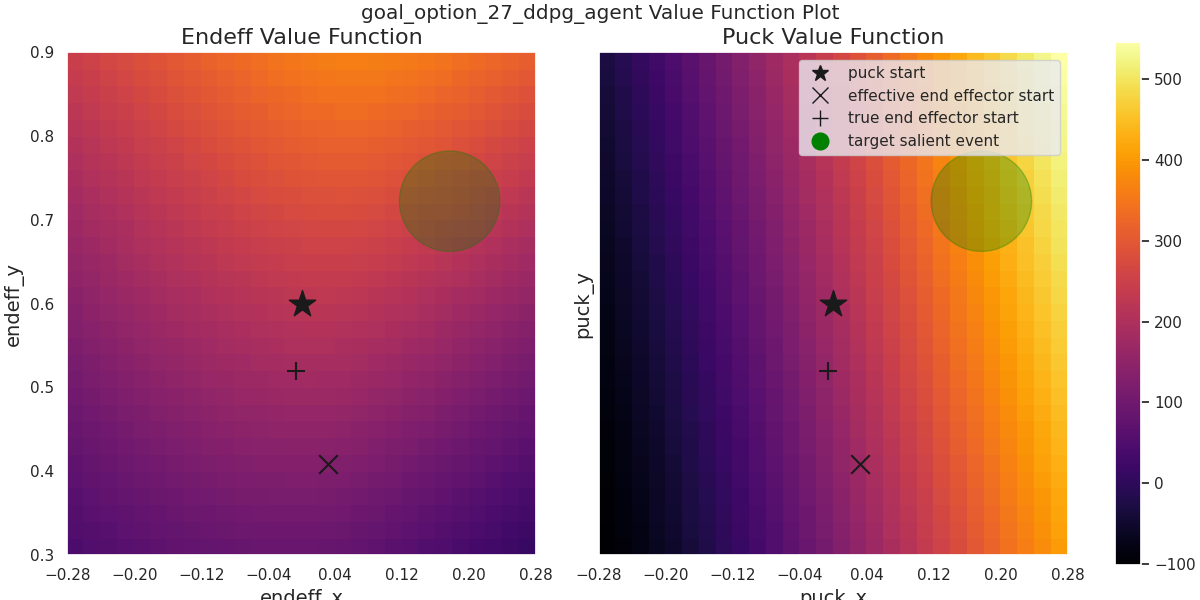 goal_option_27_ddpg_agent Value Function Plot
Endeff Value Function
Puck Value Function
puck start
effective end effector start
true end effector start
target salient event
endeff_y
0.9
0.8
0.7
0.6
0.5
0.4
0.3
−0.28 −0.20 −0.12 −0.04 0.04 0.12 0.20 0.28
endeff_x
puck_y
−0.28 −0.20 −0.12 −0.04 0.04 0.12 0.20 0.28
puck_x
500
400
300
200
100
0
−100